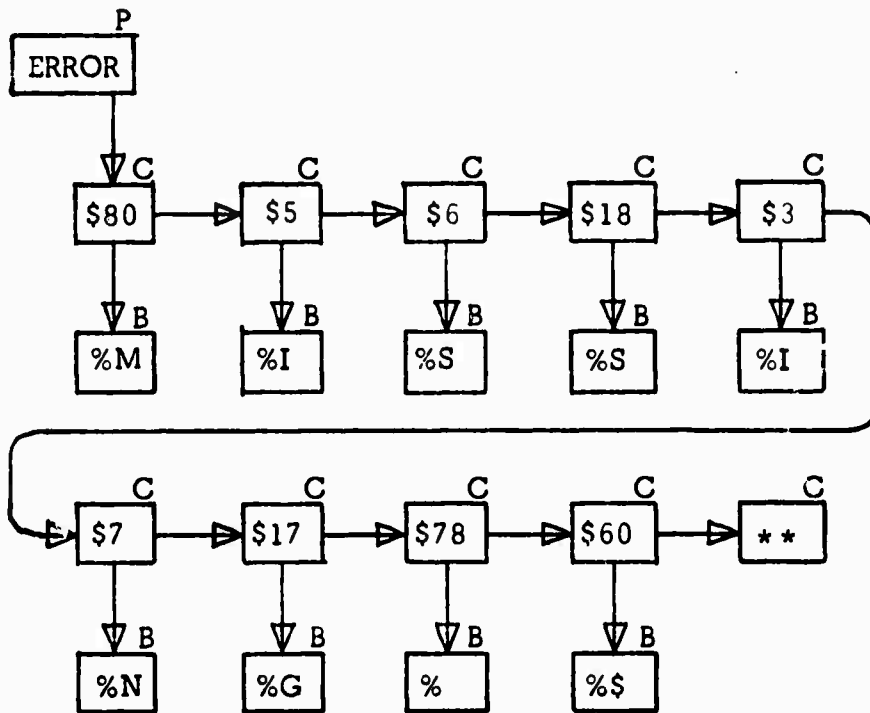 P
ERROR
C C C C C
$80 $5 $6 $18 $3
B B B B B
%M %I %S %S %I
C C C C C
$7 $17 $78 $60 **
B B B B
%N %G % %$